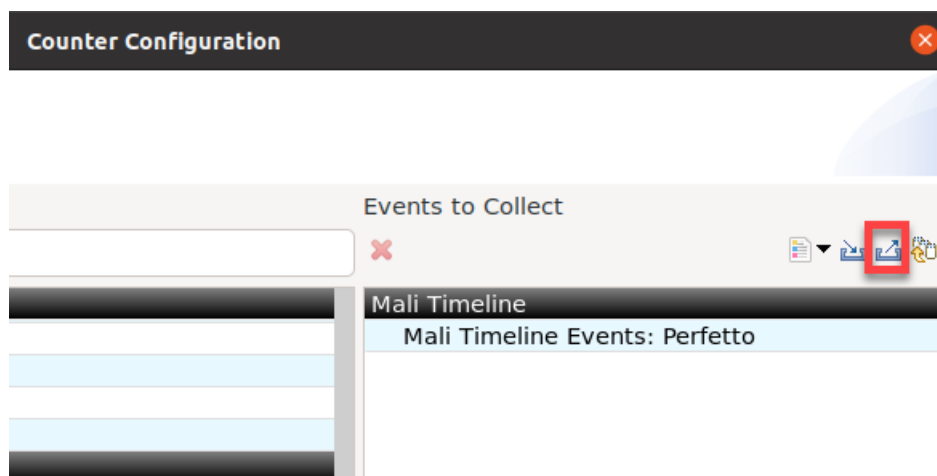 Counter Configuration
Events to Collect
Mali Timeline
Mali Timeline Events: Perfetto